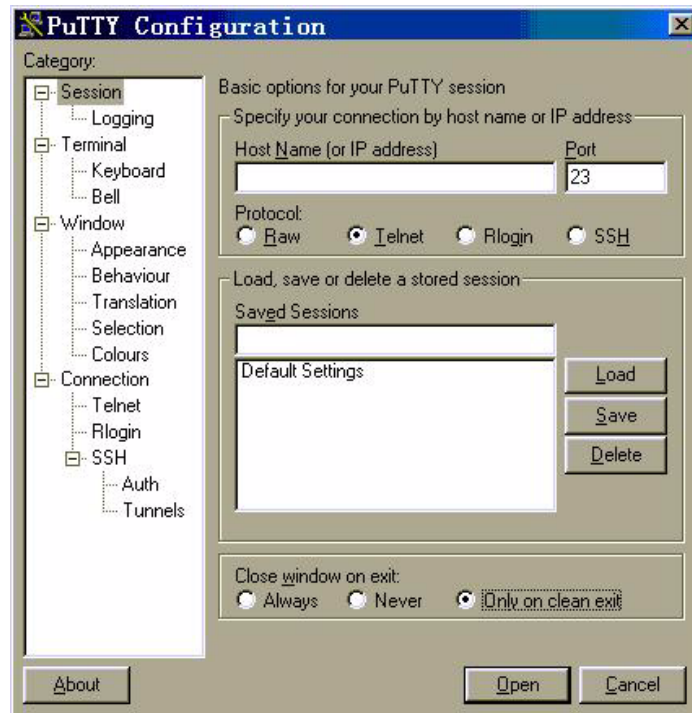 PuTTY Configuration
Category:
Session
Logging
Terminal
Keyboard
Bell
Window
Appearance
Behaviour
Translation
Selection
Colours
Connection
Telnet
Rlogin
SSH
Auth
Tunnels
Basic options for your PuTTY session
Specify your connection by host name or IP address
Host Name (or IP address) Port
23
Protocol:
Raw Telnet Rlogin SSH
Load, save or delete a stored session
Saved Sessions
Default Settings
Load
Save
Delete
Close window on exit:
Always Never Only on clean exit
About Open Cancel